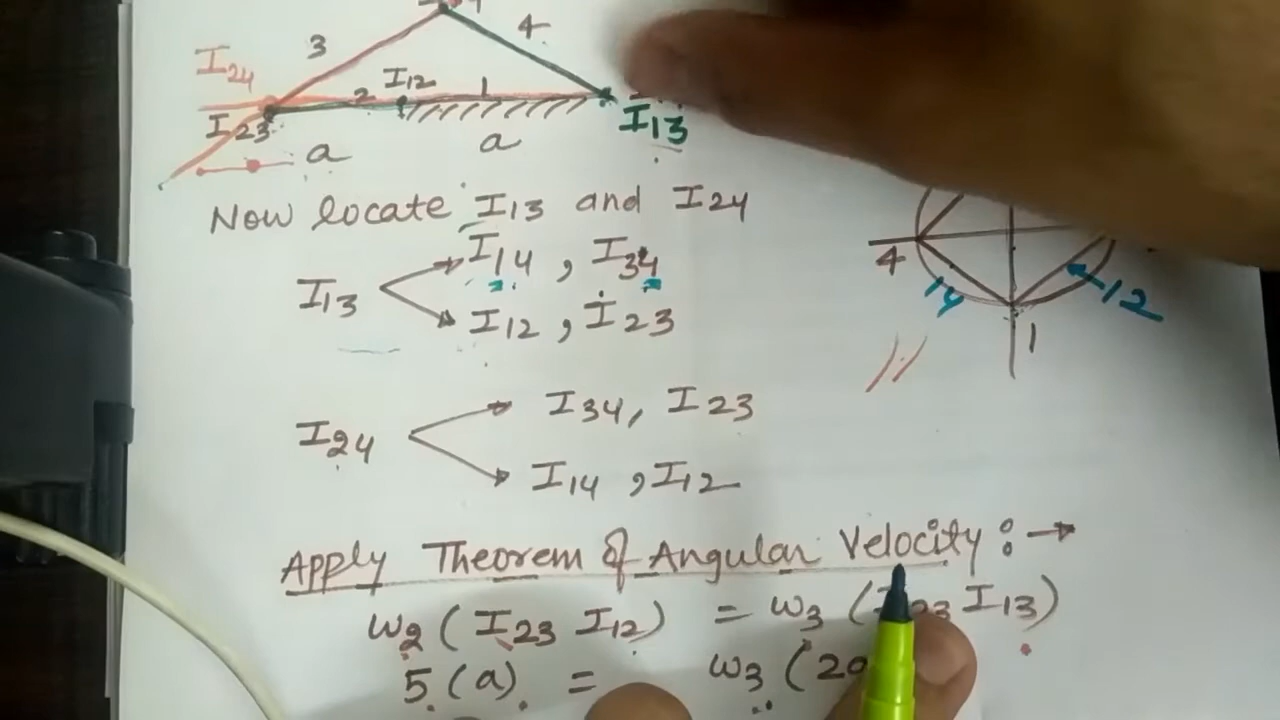 3
4
I24
2
I12
1
I23
I13
a
a
Now locate I13 and I24
I13
I14 , I34
I12 , I23
4
14
12
1
I24
I34, I23
I14 , I12
Apply Theorem of Angular Velocity :→
ω2 ( I23 I12 ) = ω3 ( I23 I13 )
5 (a) = ω3 (2a